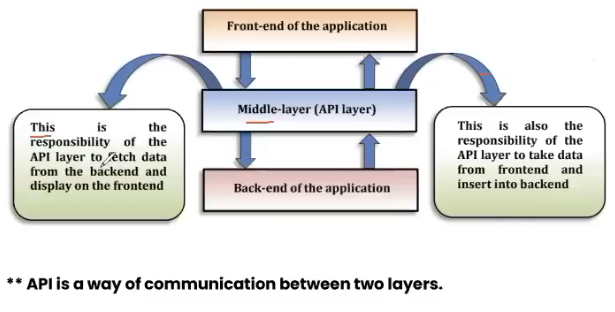 Front-end of the application
Middle-layer (API layer)
This is the
responsibility of the
API layer to fetch data
from the backend and
display on the frontend
This is also the
responsibility of the
API layer to take data
from frontend and
insert into backend
Back-end of the application
** API is a way of communication between two layers.